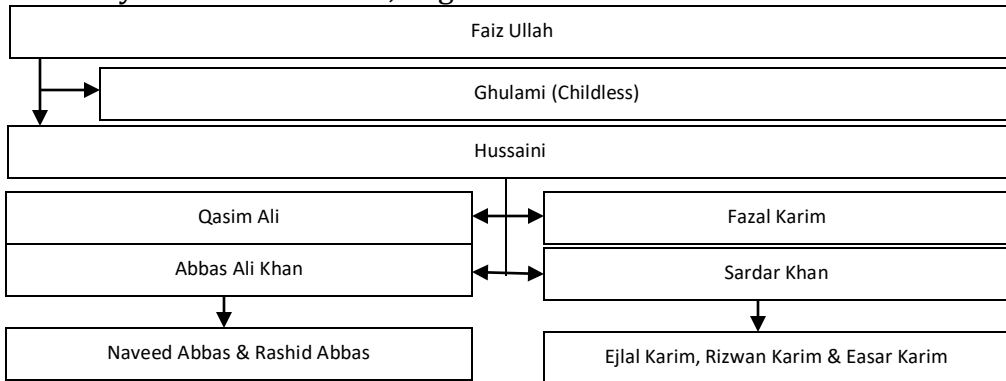 Faiz Ullah
Ghulami (Childless)
Hussaini
Qasim Ali
Fazal Karim
Abbas Ali Khan
Sardar Khan
Naveed Abbas & Rashid Abbas
Ejlal Karim, Rizwan Karim & Easar Karim